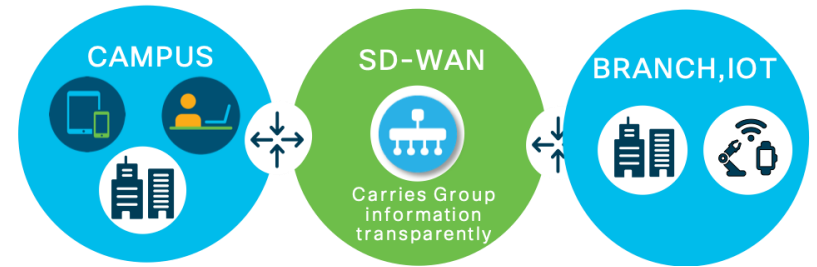 CAMPUS
SD-WAN
Carries Group
information
transparently
BRANCH,IOT